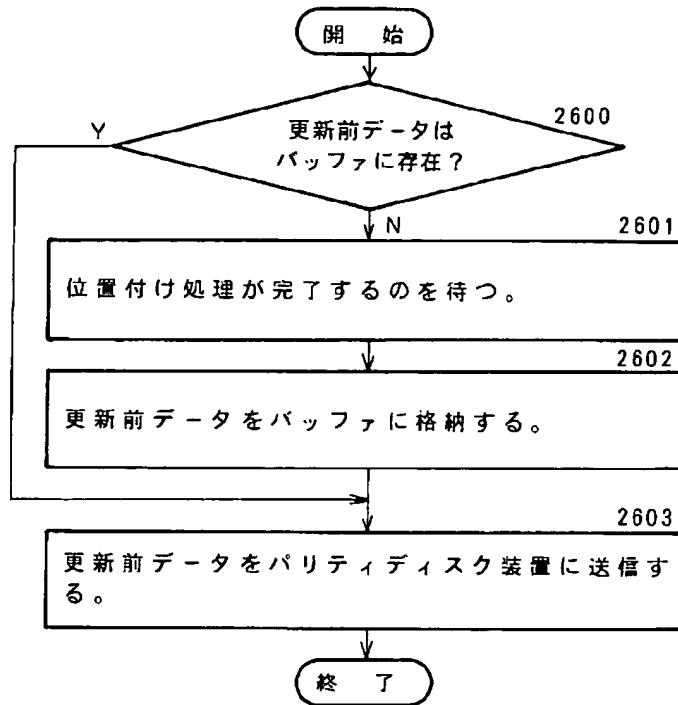 開 始
2600
更新前データは
バッファに存在？
Y
N
2601
位置付け処理が完了するのを待つ。
2602
更新前データをバッファに格納する。
2603
更新前データをパリティディスク装置に送信す
る。
終 了